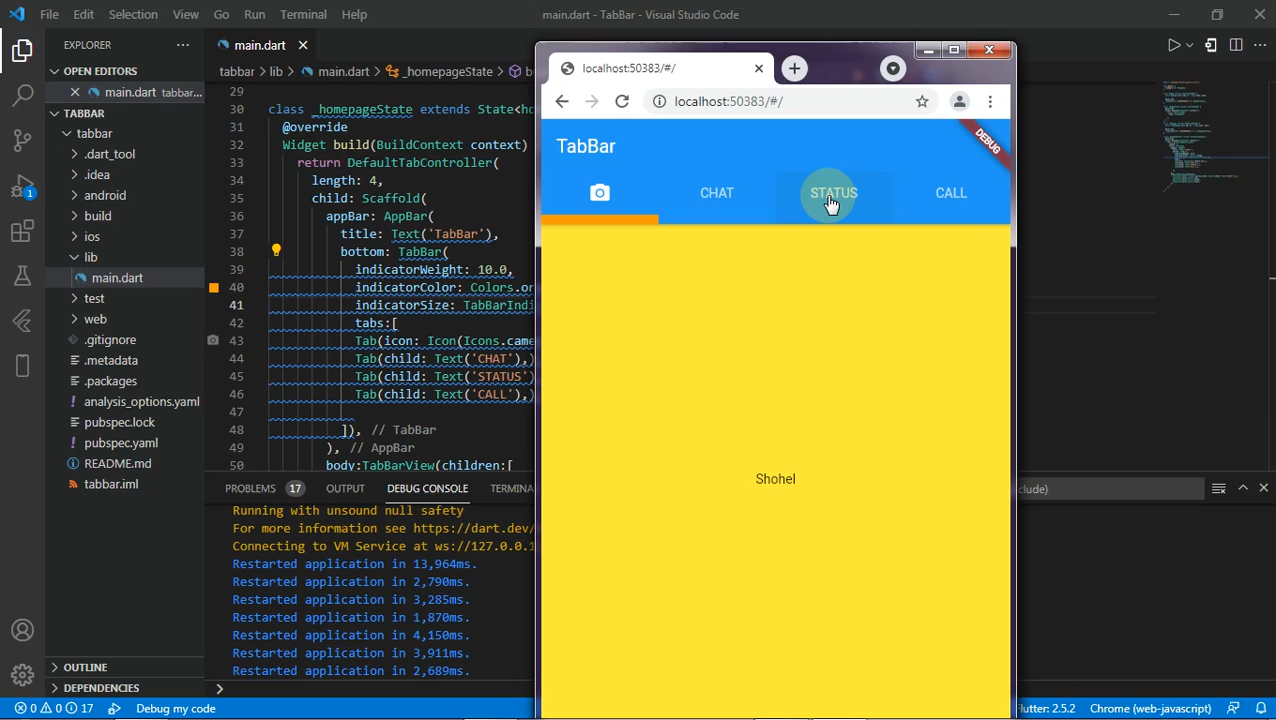 File Edit Selection View Go Run Terminal Help
main.dart - TabBar - Visual Studio Code
EXPLORER
OPEN EDITORS
main.dart tabbar...
TABBAR
tabbar
.dart_tool
.idea
android
build
ios
lib
main.dart
test
web
.gitignore
.metadata
.packages
analysis_options.yaml
pubspec.lock
pubspec.yaml
README.md
tabbar.iml
OUTLINE
DEPENDENCIES
main.dart
tabbar > lib > main.dart > _homepageState >
29
30 class _homepageState extends State<h
31 @override
32 Widget build(BuildContext context)
33 return DefaultTabController(
34 length: 4,
35 child: Scaffold(
36 appBar: AppBar(
37 title: Text('TabBar'),
38 bottom: TabBar(
39 indicatorWeight: 10.0,
40 indicatorColor: Colors.or
41 indicatorSize: TabBarIndi
42 tabs:[
43 Tab(icon: Icon(Icons.came
44 Tab(child: Text('CHAT'),)
45 Tab(child: Text('STATUS')
46 Tab(child: Text('CALL'),)
47
48 ]), // TabBar
49 ), // AppBar
50 body:TabBarView(children:[
PROBLEMS 17 OUTPUT DEBUG CONSOLE TERMINA
clude)
Running with unsound null safety
For more information see https://dart.dev/
Connecting to VM Service at ws://127.0.0.1
Restarted application in 13,964ms.
Restarted application in 2,790ms.
Restarted application in 3,285ms.
Restarted application in 1,870ms.
Restarted application in 4,150ms.
Restarted application in 3,911ms.
Restarted application in 2,689ms.
>
localhost:50383/#/
localhost:50383/#/
TabBar
DEBUG
CHAT STATUS CALL
Shohel
1
0 0 17 Debug my code
Flutter: 2.5.2 Chrome (web-javascript)